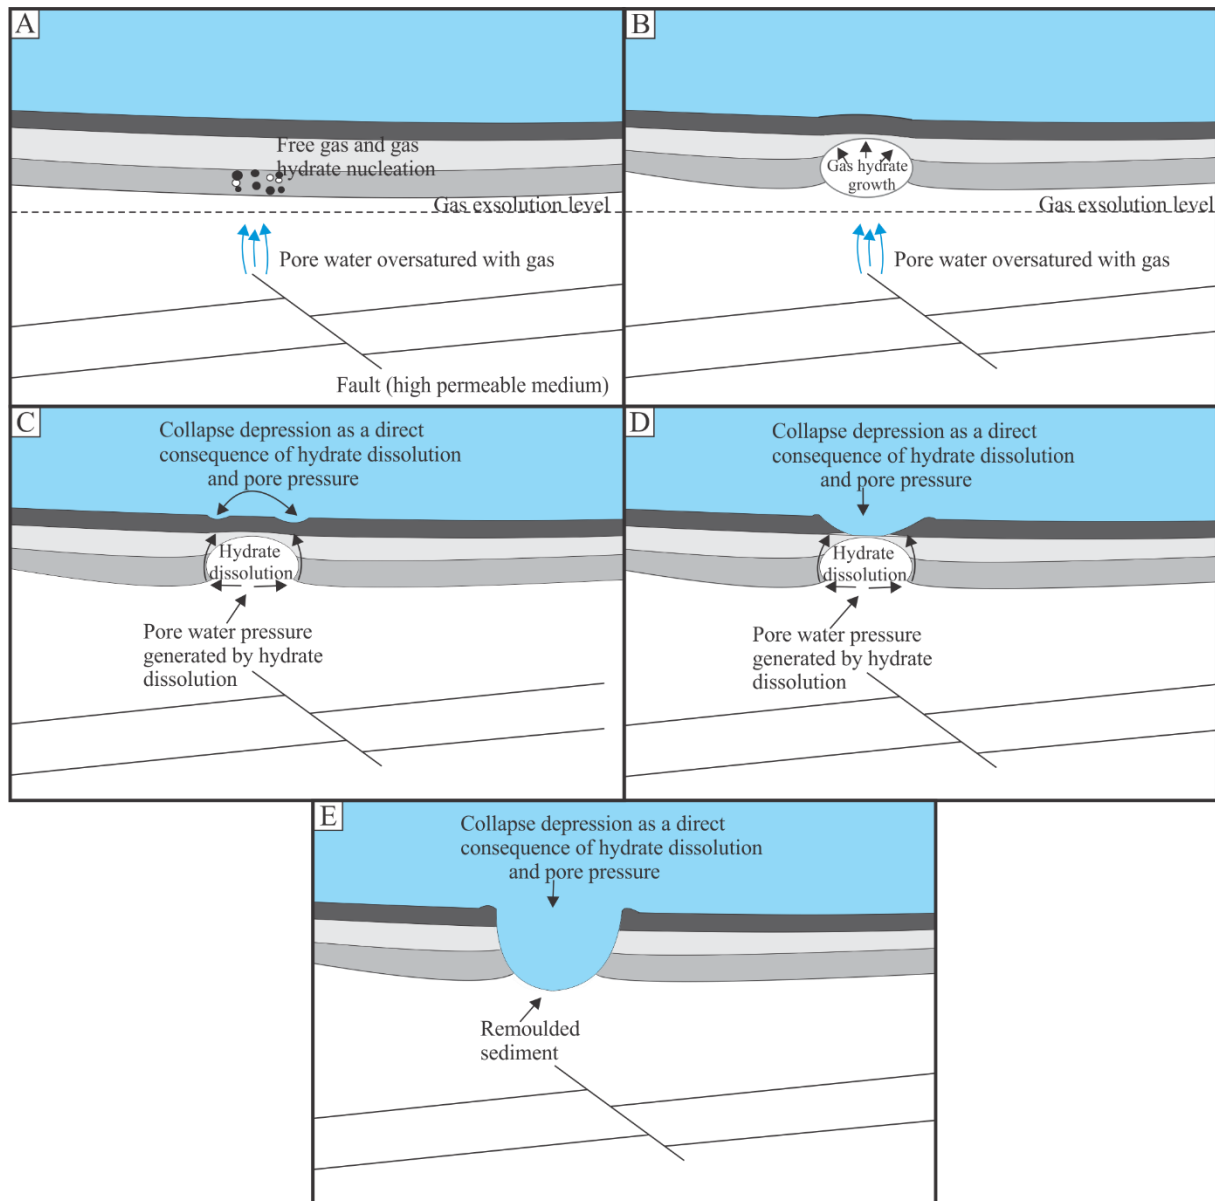 A
Free gas and gas
hydrate nucleation
Gas exsolution level
Pore water oversatured with gas
Fault (high permeable medium)
B
Gas hydrate
growth
Gas exsolution level
Pore water oversatured with gas
C
Collapse depression as a direct
consequence of hydrate dissolution
and pore pressure
Hydrate
dissolution
Pore water pressure
generated by hydrate
dissolution
D
Collapse depression as a direct
consequence of hydrate dissolution
and pore pressure
Hydrate
dissolution
Pore water pressure
generated by hydrate
dissolution
E
Collapse depression as a direct
consequence of hydrate dissolution
and pore pressure
Remoulded
sediment